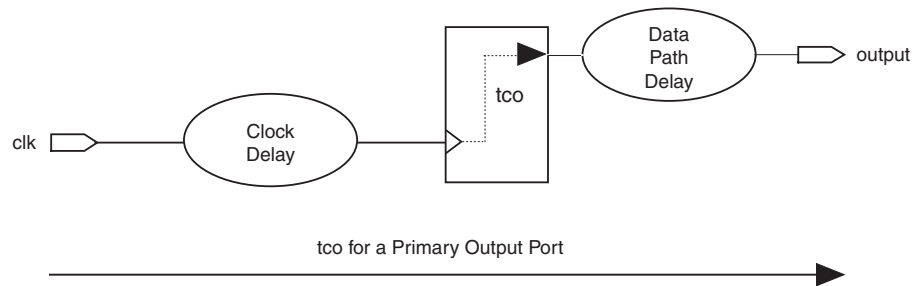 Data
Path
Delay
output
tco
clk
Clock
Delay
tco for a Primary Output Port